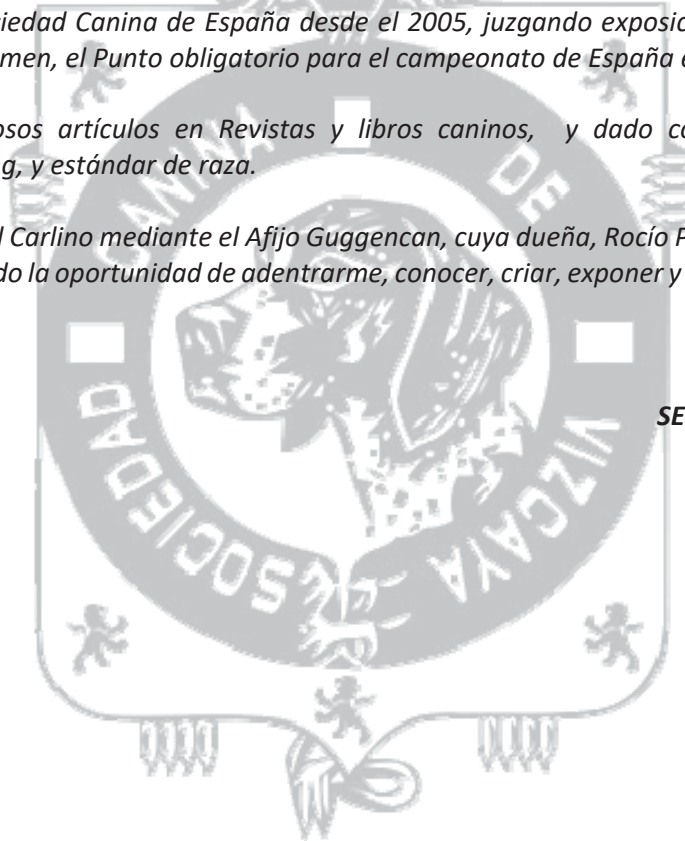 iedad Canina de España desde el 2005, juzgando exposic
men, el Punto obligatorio para el campeonato de España e
osos artículos en Revistas y libros caninos, y dado co
g, y estándar de raza.
l Carlino mediante el Afijo Guggencan, cuya dueña, Rocío P
do la oportunidad de adentrarme, conocer, criar, exponer y
SE
SOCIEDAD CANINA DE VIZCAYA